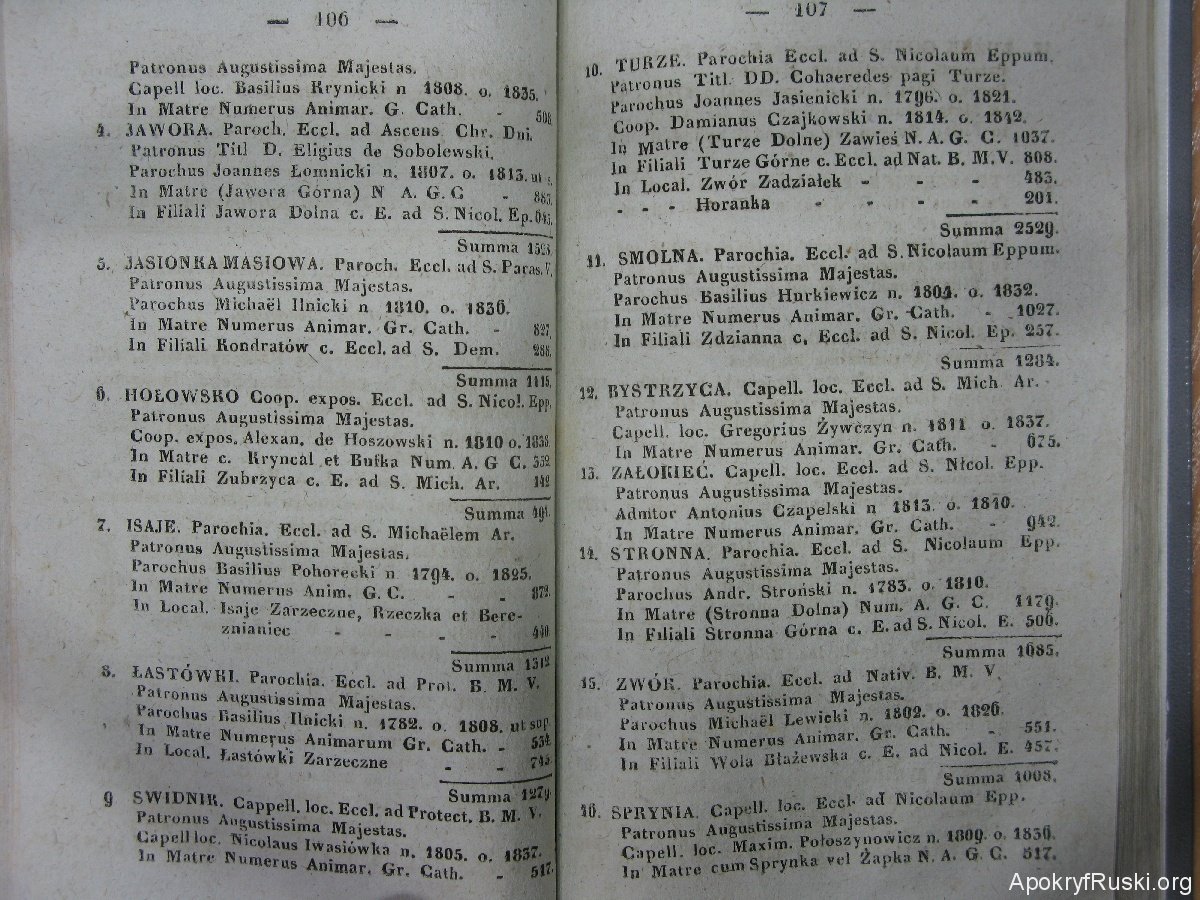 — 106 —
Patronus Augustissima Majestas.
Capell loc. Basilius Krynicki n 1808. o. 1835.
In Matre Numerus Animar. G. Cath. - 508
4. JAWORA. Paroch. Eccl. ad Ascens Chr. Dni.
Patronus Titl D. Eligius de Sobolewski.
Parochus Joannes Łomnicki n. 1807. o. 1813. ut s.
In Matre (Jawora Górna) N A. G. C - 883.
In Filiali Jawora Dolna c. E. ad S. Nicol. Ep. 645.
Summa 1528.
5. JASIONKA MASIOWA. Paroch. Eccl. ad S. Paras. V.
Patronus Augustissima Majestas.
Parochus Michaël Ilnicki n 1810. o. 1836.
In Matre Numerus Animar. Gr. Cath. - 827.
In Filiali Kondratów c. Eccl. ad S. Dem. 288.
Summa 1115.
6. HOŁOWSKO Coop. expos. Eccl. ad S. Nicol. Epp.
Patronus Augustissima Majestas.
Coop. expos. Alexan. de Hoszowski n. 1810 o. 1838.
In Matre c. Kryncal et Butka Num. A. G C. 352
In Filiali Zubrzyca c. E. ad S. Mich. Ar. 142
Summa 494.
7. ISAJE. Parochia. Eccl. ad S. Michaëlem Ar.
Patronus Augustissima Majestas.
Parochus Basilius Pohorecki n 1794. o. 1825.
In Matre Numerus Anim. G. C. - - 872.
In Local. Isaje Zarzeczne, Rzeczka et Bere-
znianiec - - - - 440.
Summa 1312
8. ŁASTÓWKI. Parochia. Eccl. ad Prot. B. M. V.
Patronus Augustissima Majestas.
Parochus Basilius Ilnicki n. 1782. o. 1808. ut sup.
In Matre Numerus Animarum Gr. Cath. - 534.
In Local. Łastówki Zarzeczne - - 745.
Summa 1279.
9 SWIDNIK. Cappell. loc. Eccl. ad Protect. B. M. V.
Patronus Augustissima Majestas.
Capell loc. Nicolaus Iwasiówka n. 1805. o. 1837.
In Matre Numerus Animar. Gr. Cath. - 517.
— 107 —
10. TURZE. Parochia Eccl. ad S. Nicolaum Eppum.
Patronus Titl. DD. Cohaeredes pagi Turze.
Parochus Joannes Jasienicki n. 1796. o. 1821.
Coop. Damianus Czajkowski n. 1814. o. 1842.
In Matre (Turze Dolne) Zawieś N. A. G. C. 1037.
In Filiali Turze Górne c. Eccl. ad Nat. B. M. V. 808.
In Local. Zwór Zadziałek - - - 483.
- - - Horanka - - - - 201.
Summa 2529.
11. SMOLNA. Parochia. Eccl. ad S. Nicolaum Eppum.
Patronus Augustissima Majestas.
Parochus Basilius Hurkiewicz n. 1804. o. 1832.
In Matre Numerus Animar. Gr. Cath. - 1027.
In Filiali Zdzianna c. Eccl. ad S. Nicol. Ep. 257.
Summa 1284.
12. BYSTRZYCA. Capell. loc. Eccl. ad S. Mich. Ar.
Patronus Augustissima Majestas.
Capell. loc. Gregorius Żywczyn n. 1811 o. 1837.
In Matre Numerus Animar. Gr. Cath. - 675.
13. ZAŁOKIEĆ. Capell. loc. Eccl. ad S. Nicol. Epp.
Patronus Augustissima Majestas.
Admitor Antonius Czapelski n 1813. o. 1840.
In Matre Numerus Animar. Gr. Cath. - 942.
14. STRONNA. Parochia. Eccl. ad S. Nicolaum Epp.
Patronus Augustissima Majestas.
Parochus Andr. Stroński n. 1783. o. 1810.
In Matre (Stronna Dolna) Num. A. G. C. 1179.
In Filiali Stronna Górna c. E. ad S. Nicol. E. 506.
Summa 1685.
15. ZWÓR. Parochia. Eccl. ad Nativ. B. M. V.
Patronus Augustissima Majestas.
Parochus Michaël Lewicki n. 1802. o. 1826.
In Matre Numerus Animar. Gr. Cath. - 551.
In Filiali Wola Błażewska c. E. ad Nicol. E. 457.
Summa 1008.
16. SPRYNIA. Capell. loc. Eccl. ad Nicolaum Epp.
Patronus Augustissima Majestas.
Capell. loc. Maxim. Połoszynowicz n. 1809. o. 1836.
In Matre cum Sprynka vel Żapka N. A. G. C. 517.
ApokryfRuski.org